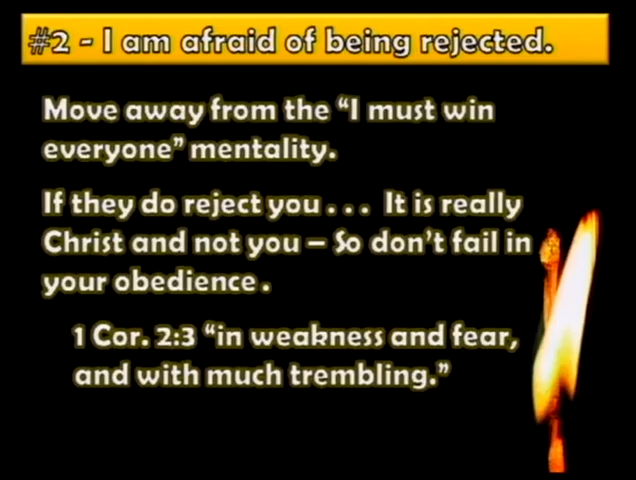 #2 - I am afraid of being rejected.
Move away from the “I must win
everyone” mentality.
If they do reject you . . .  It is really
Christ and not you – So don’t fail in
your obedience .
1 Cor. 2:3 “in weakness and fear,
and with much trembling.”